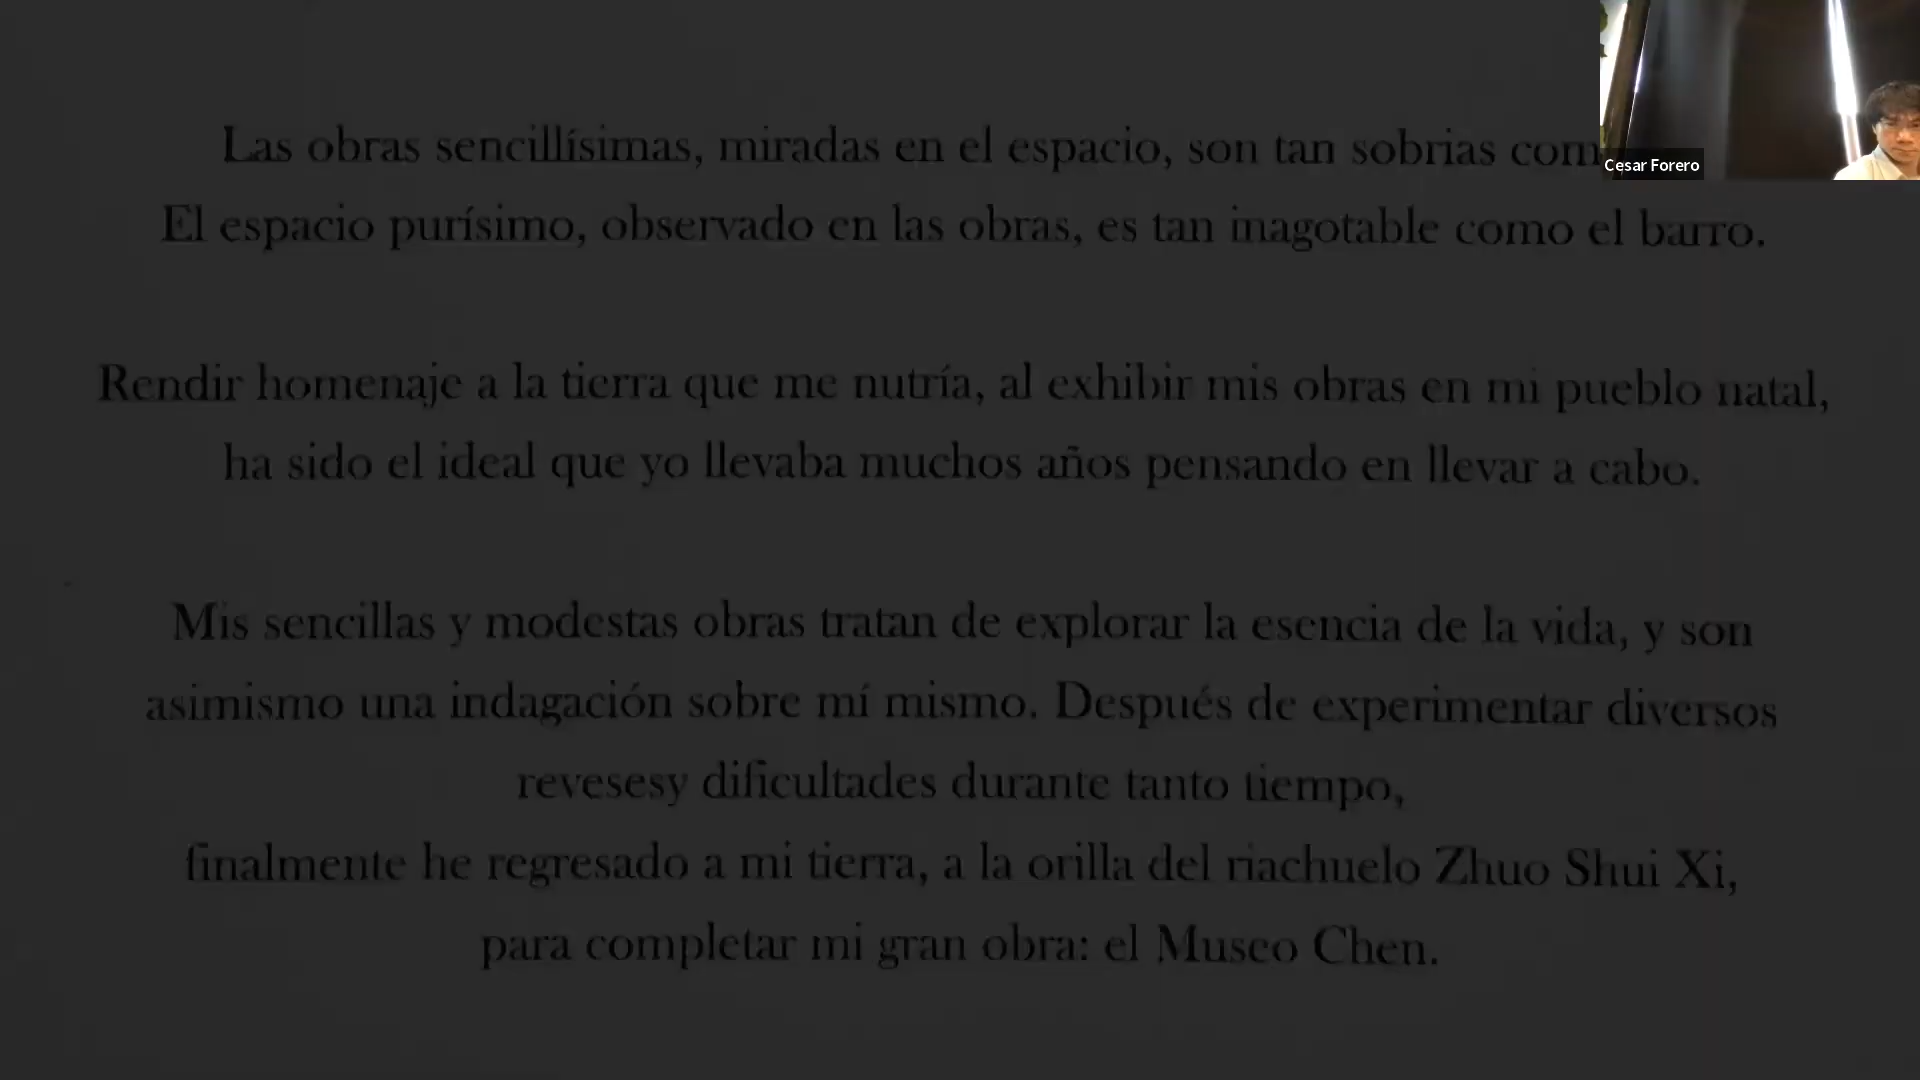 Las obras sencillísimas, miradas en el espacio, son tan sobrias
Cesar Forero
El espacio purísimo, observado en las obras, es tan inagotable como el barro.
Rendir homenaje a la tierra que me nutría, al exhibir mis obras en mi pueblo natal,
ha sido el ideal que yo llevaba muchos años pensando en llevar a cabo.
Mis sencillas y modestas obras tratan de explorar la esencia de la vida, y son
asimismo una indagación sobre mí mismo. Después de experimentar diversos
revesesy dificultades durante tanto tiempo,
finalmente he regresado a mi tierra, a la orilla del riachuelo Zhuo Shui Xi,
para completar mi gran obra: el Museo Chen.